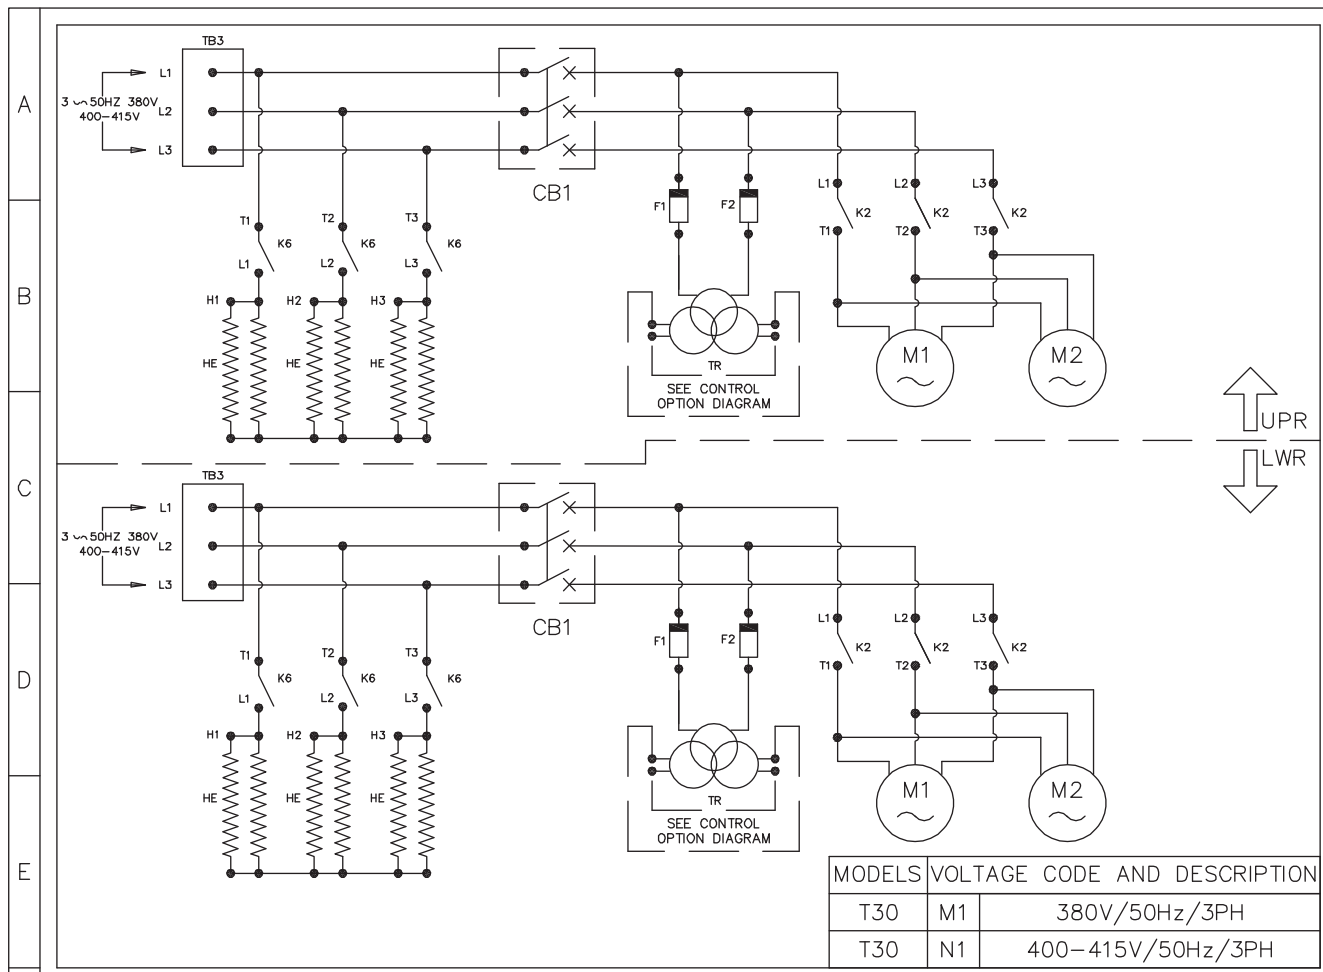 A
B
C
D
E
TB3
L1
3 ∿ 50HZ 380V
400-415V
L2
L3
CB1
T1
T2
T3
K6
K6
K6
L1
L2
L3
H1
H2
H3
HE
HE
HE
F1
F2
TR
SEE CONTROL
OPTION DIAGRAM
L1
L2
L3
K2
K2
K2
T1
T2
T3
M1
M2
UPR
LWR
TB3
L1
3 ∿ 50HZ 380V
400-415V
L2
L3
CB1
T1
T2
T3
K6
K6
K6
L1
L2
L3
H1
H2
H3
HE
HE
HE
F1
F2
TR
SEE CONTROL
OPTION DIAGRAM
L1
L2
L3
K2
K2
K2
T1
T2
T3
M1
M2
MODELS VOLTAGE CODE AND DESCRIPTION
T30 M1 380V/50Hz/3PH
T30 N1 400-415V/50Hz/3PH